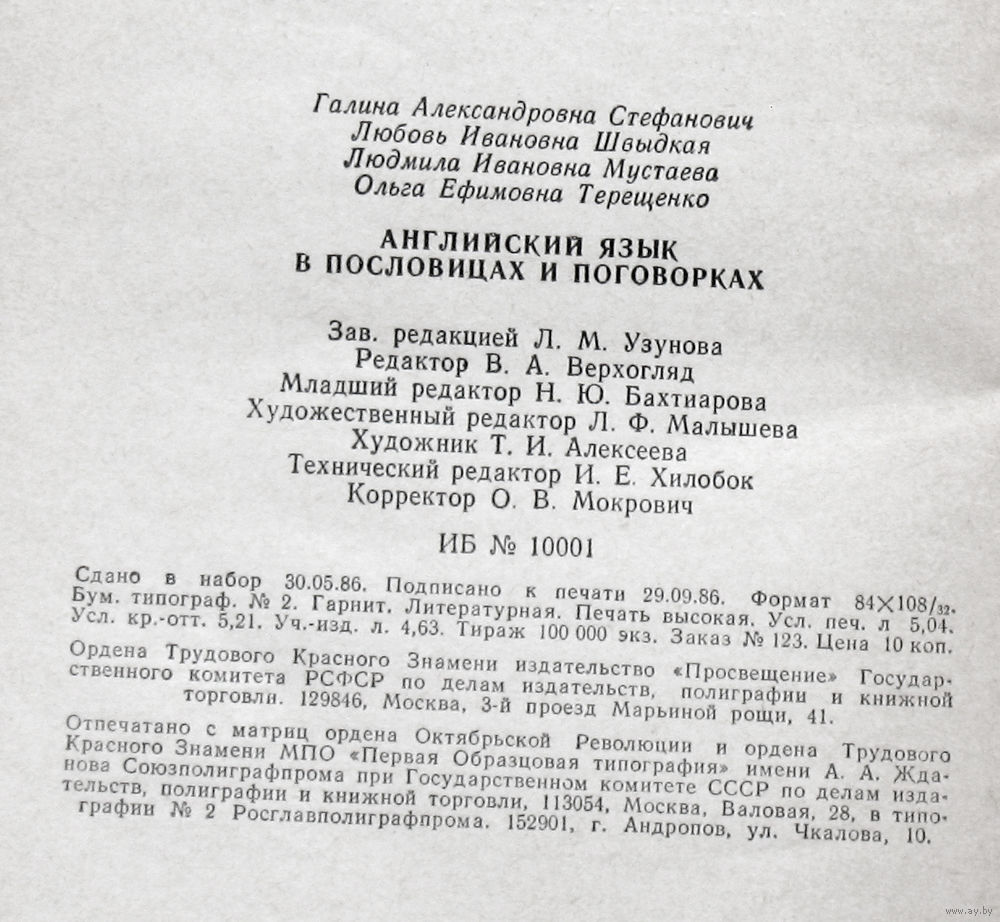 Галина Александровна Стефанович
Любовь Ивановна Швыдкая
Людмила Ивановна Мустаева
Ольга Ефимовна Терещенко
АНГЛИЙСКИЙ ЯЗЫК
В ПОСЛОВИЦАХ И ПОГОВОРКАХ
Зав. редакцией Л. М. Узунова
Редактор В. А. Верхогляд
Младший редактор Н. Ю. Бахтиарова
Художественный редактор Л. Ф. Малышева
Художник Т. И. Алексеева
Технический редактор И. Е. Хилобок
Корректор О. В. Мокрович
ИБ № 10001
Сдано в набор 30.05.86. Подписано к печати 29.09.86. Формат 84×108/32.
Бум. типограф. № 2. Гарнит. Литературная. Печать высокая. Усл. печ. л 5,04.
Усл. кр.-отт. 5,21. Уч.-изд. л. 4,63. Тираж 100 000 экз. Заказ № 123. Цена 10 коп.
Ордена Трудового Красного Знамени издательство «Просвещение» Государ-
ственного комитета РСФСР по делам издательств, полиграфии и книжной
торговли. 129846, Москва, 3-й проезд Марьиной рощи, 41.
Отпечатано с матриц ордена Октябрьской Революции и ордена Трудового
Красного Знамени МПО «Первая Образцовая типография» имени А. А. Жда-
нова Союзполиграфпрома при Государственном комитете СССР по делам изда-
тельств, полиграфии и книжной торговли, 113054, Москва, Валовая, 28, в типо-
графии № 2 Росглавполиграфпрома. 152901, г. Андропов, ул. Чкалова, 10.
www.ay.by